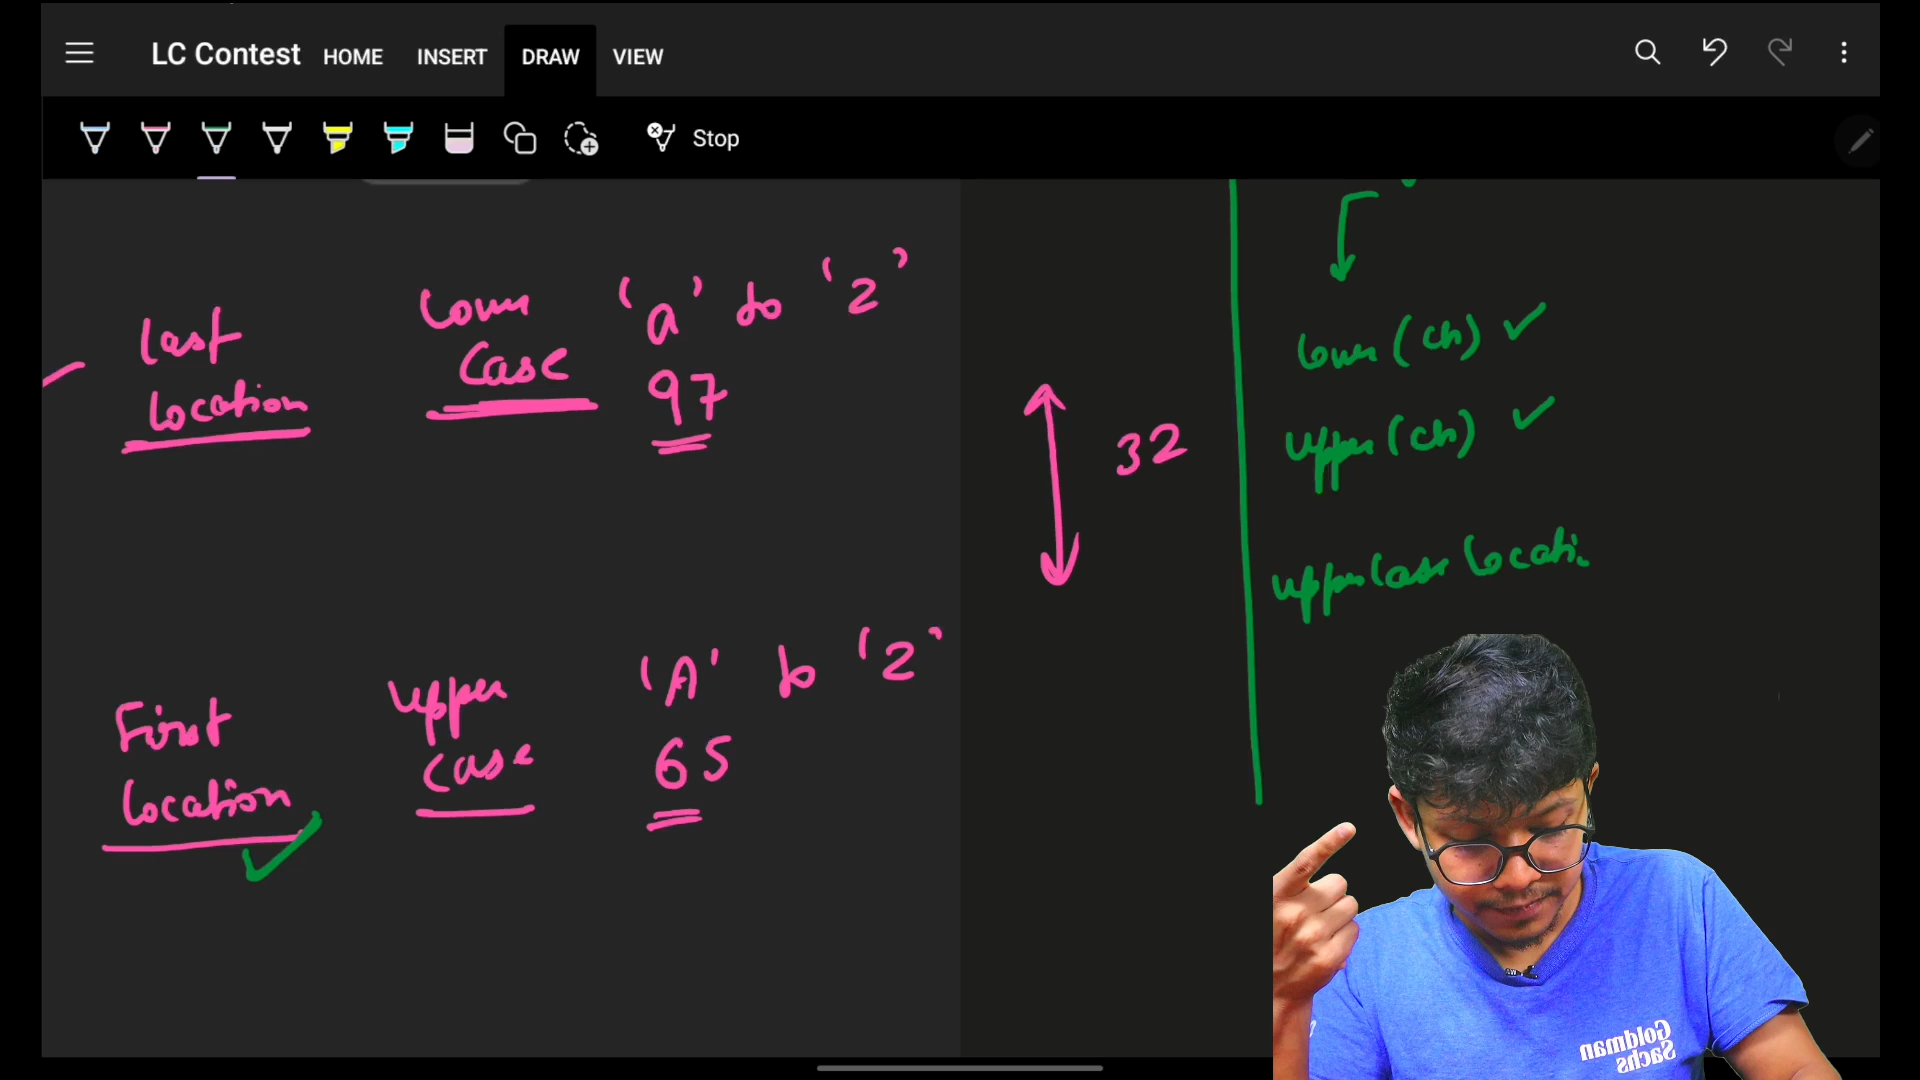 LC Contest HOME INSERT DRAW VIEW
Stop
last
location
lower
case
'a' to 'z'
97
32
lower (ch) ✓
upper (ch) ✓
uppercase locati
First
location
upper
case
'A' to 'z'
65
Goldman
Sachs